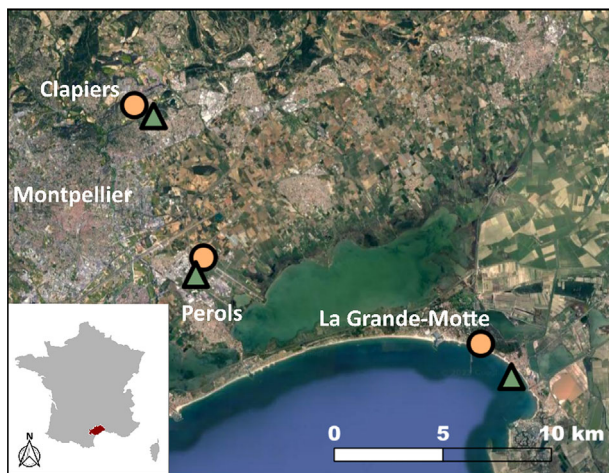 Clapiers
Montpellier
Perols
La Grande-Motte
N
0 5 10 km